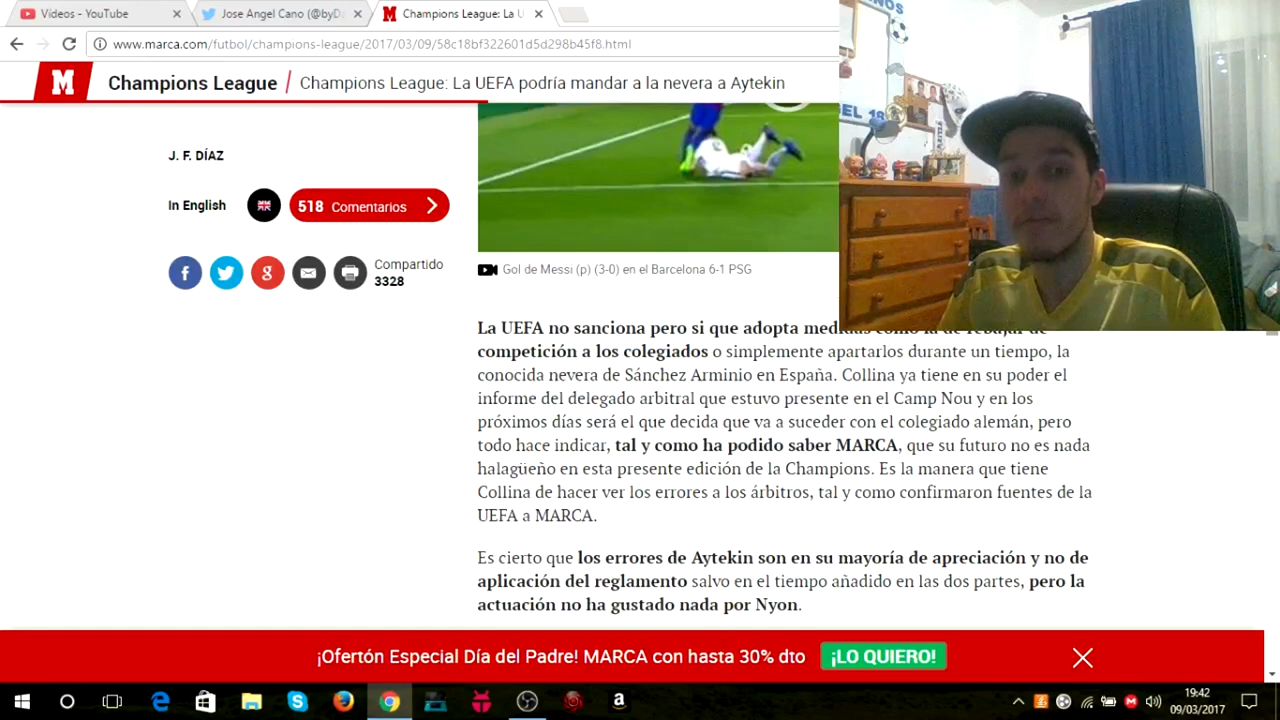 Vídeos - YouTube
Jose Angel Cano (@byDa
Champions League: La U
www.marca.com/futbol/champions-league/2017/03/09/58c18bf322601d5d298b45f8.html
M Champions League / Champions League: La UEFA podría mandar a la nevera a Aytekin
J. F. DÍAZ
In English
518 Comentarios
Compartido
3328
Gol de Messi (p) (3-0) en el Barcelona 6-1 PSG
La UEFA no sanciona pero si que adopta medidas como la de rebajar de
competición a los colegiados o simplemente apartarlos durante un tiempo, la
conocida nevera de Sánchez Arminio en España. Collina ya tiene en su poder el
informe del delegado arbitral que estuvo presente en el Camp Nou y en los
próximos días será el que decida que va a suceder con el colegiado alemán, pero
todo hace indicar, tal y como ha podido saber MARCA, que su futuro no es nada
halagüeño en esta presente edición de la Champions. Es la manera que tiene
Collina de hacer ver los errores a los árbitros, tal y como confirmaron fuentes de la
UEFA a MARCA.
Es cierto que los errores de Aytekin son en su mayoría de apreciación y no de
aplicación del reglamento salvo en el tiempo añadido en las dos partes, pero la
actuación no ha gustado nada por Nyon.
¡Ofertón Especial Día del Padre! MARCA con hasta 30% dto
¡LO QUIERO!
19:42
09/03/2017